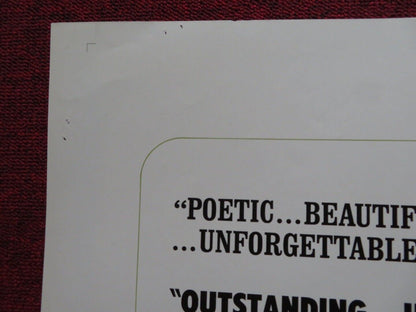 “POETIC...BEAUTIF
...UNFORGETTABLE
“OUTSTANDING